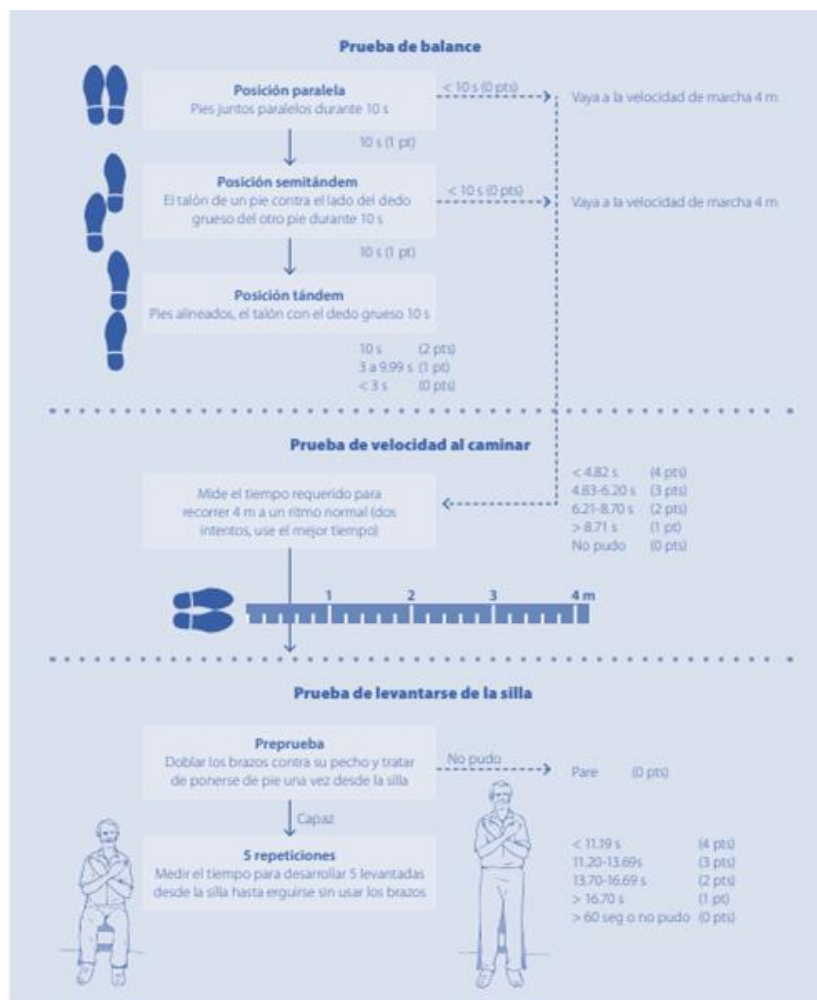 Prueba de balance
Posición paralela
Pies juntos paralelos durante 10 s
< 10 s (0 pts)
Vaya a la velocidad de marcha 4 m
10 s (1 pt)
Posición semitándem
El talón de un pie contra el lado del dedo
grueso del otro pie durante 10 s
< 10 s (0 pts)
Vaya a la velocidad de marcha 4 m
10 s (1 pt)
Posición tándem
Pies alineados, el talón con el dedo grueso 10 s
10 s (2 pts)
3 a 9.99 s (1 pt)
< 3 s (0 pts)
Prueba de velocidad al caminar
Mide el tiempo requerido para
recorrer 4 m a un ritmo normal (dos
intentos, use el mejor tiempo)
< 4.82 s (4 pts)
4.83-6.20 s (3 pts)
6.21-8.70 s (2 pts)
> 8.71 s (1 pt)
No pudo (0 pts)
1 2 3 4 m
Prueba de levantarse de la silla
Preprueba
Doblar los brazos contra su pecho y tratar
de ponerse de pie una vez desde la silla
No pudo
Pare (0 pts)
Capaz
5 repeticiones
Medir el tiempo para desarrollar 5 levantadas
desde la silla hasta erguirse sin usar los brazos
< 11.19 s (4 pts)
11.20-13.69s (3 pts)
13.70-16.69 s (2 pts)
> 16.70 s (1 pt)
> 60 seg o no pudo (0 pts)